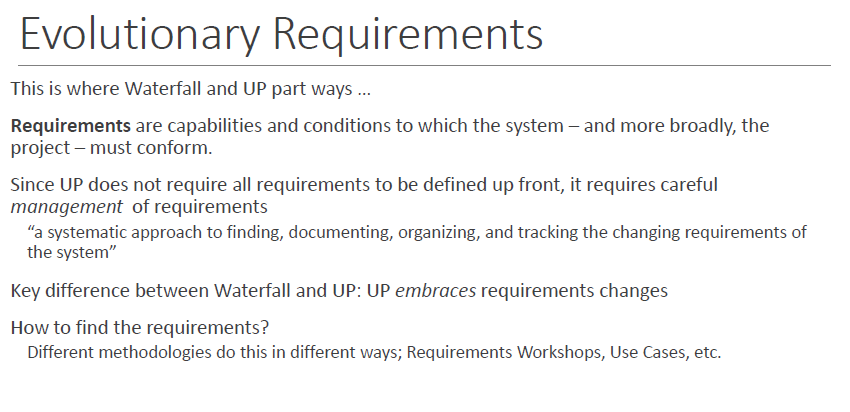 Evolutionary Requirements
This is where Waterfall and UP part ways …
Requirements are capabilities and conditions to which the system – and more broadly, the
project – must conform.
Since UP does not require all requirements to be defined up front, it requires careful
management of requirements
“a systematic approach to finding, documenting, organizing, and tracking the changing requirements of
the system”
Key difference between Waterfall and UP: UP embraces requirements changes
How to find the requirements?
Different methodologies do this in different ways; Requirements Workshops, Use Cases, etc.